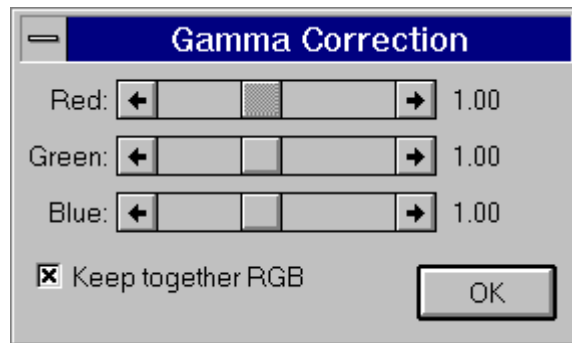 Gamma Correction
Red: 1.00
Green: 1.00
Blue: 1.00
Keep together RGB
OK